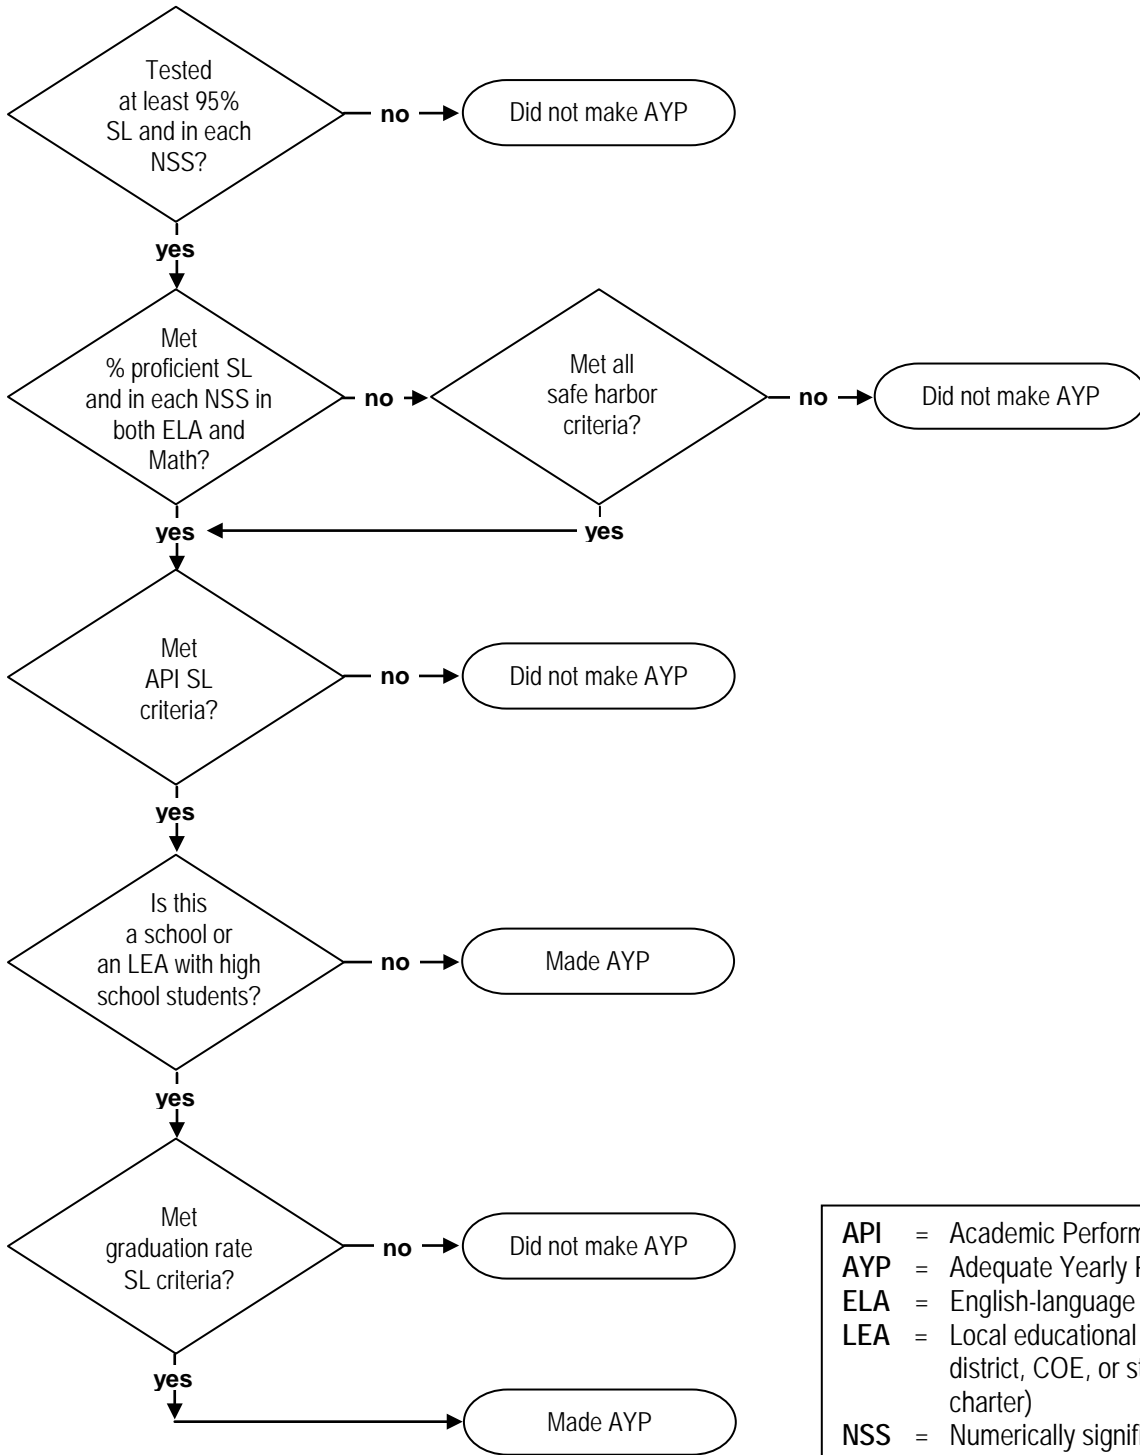 Tested
at least 95%
SL and in each
NSS?
no
Did not make AYP
yes
Met
% proficient SL
and in each NSS in
both ELA and
Math?
no
Met all
safe harbor
criteria?
no
Did not make AYP
yes
yes
Met
API SL
criteria?
no
Did not make AYP
yes
Is this
a school or
an LEA with high
school students?
no
Made AYP
yes
Met
graduation rate
SL criteria?
no
Did not make AYP
yes
Made AYP
API = Academic
AYP = Adequate Yearly
ELA = English-language
LEA = Local educational
district, COE, or
charter)
NSS = Numerically